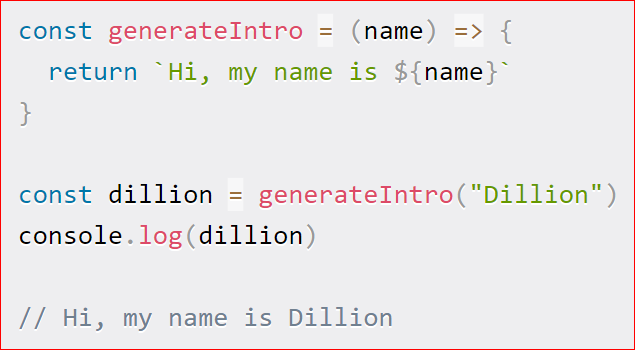 const generateIntro = (name) => {
  return `Hi, my name is ${name}`
}
const dillion = generateIntro("Dillion")
console.log(dillion)
// Hi, my name is Dillion